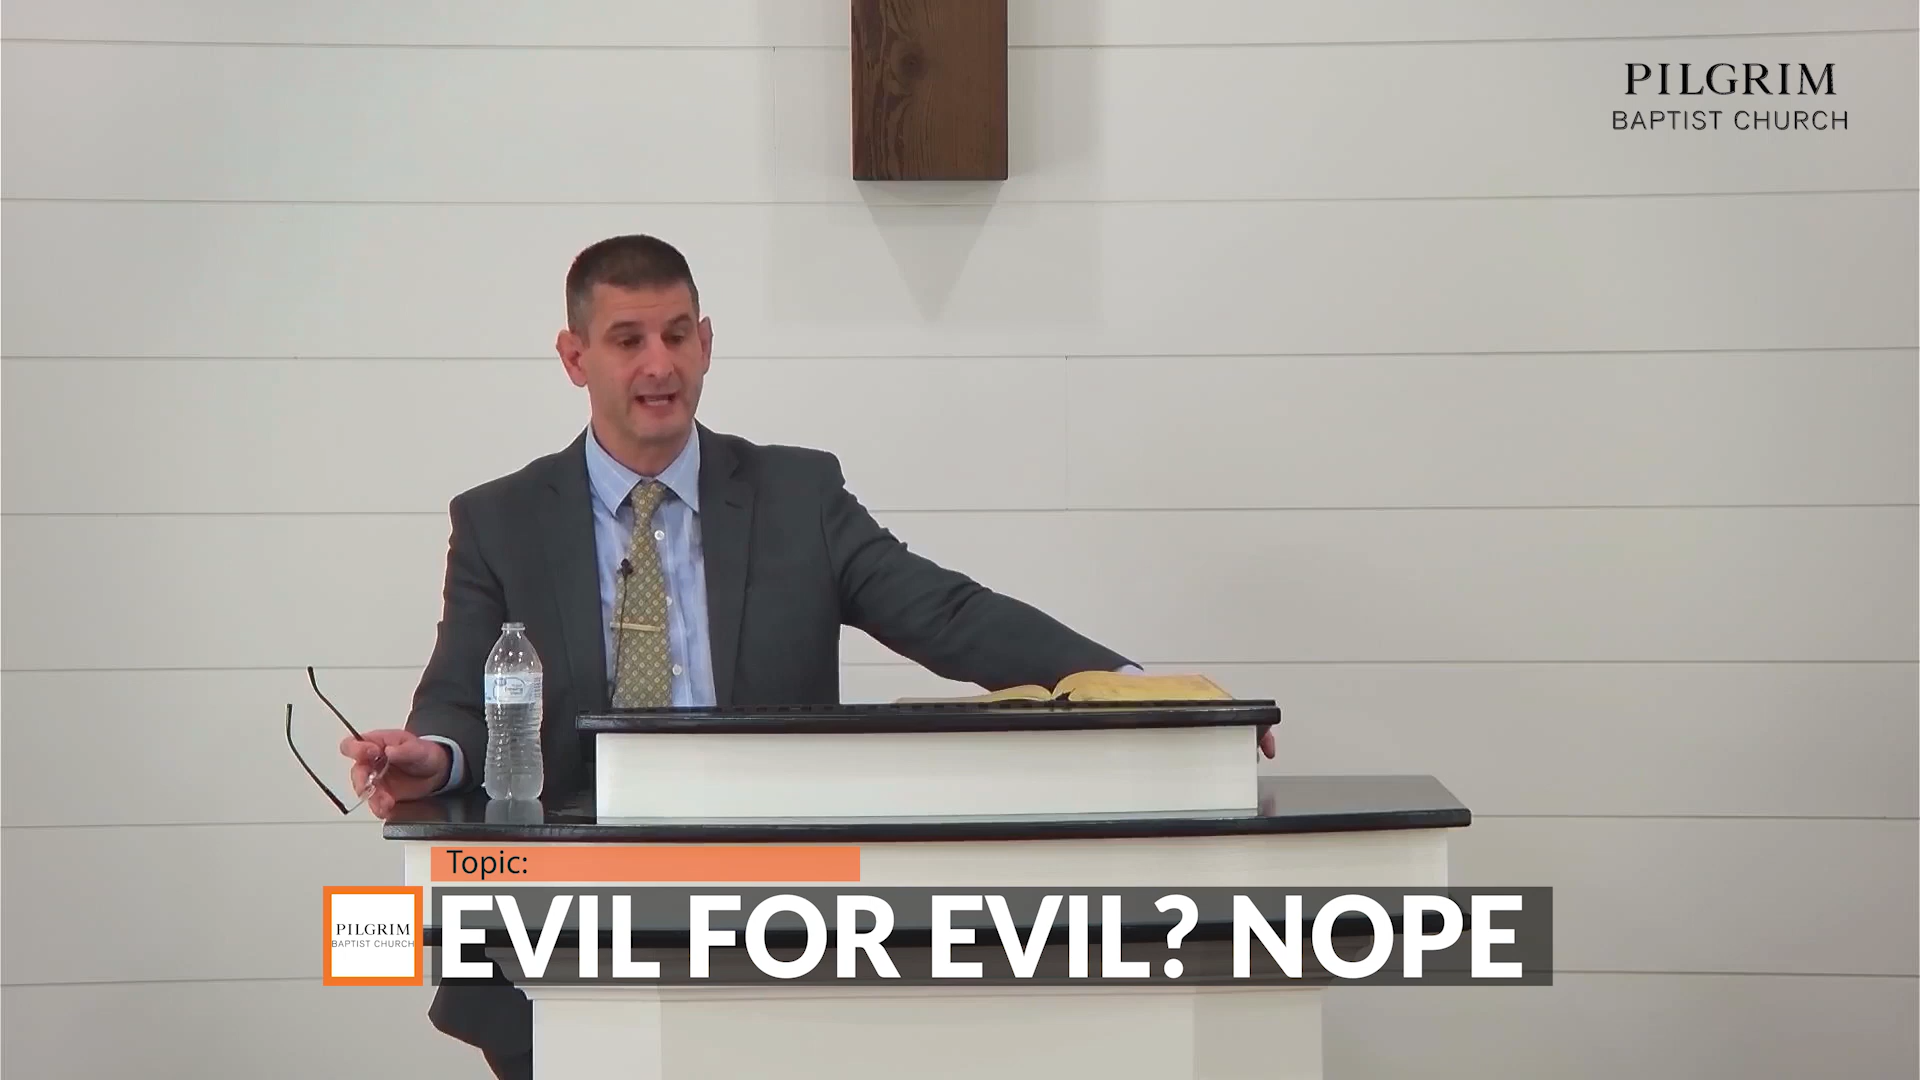 PILGRIM
BAPTIST CHURCH
Topic:
EVIL FOR EVIL? NOPE
PILGRIM
BAPTIST CHURCH